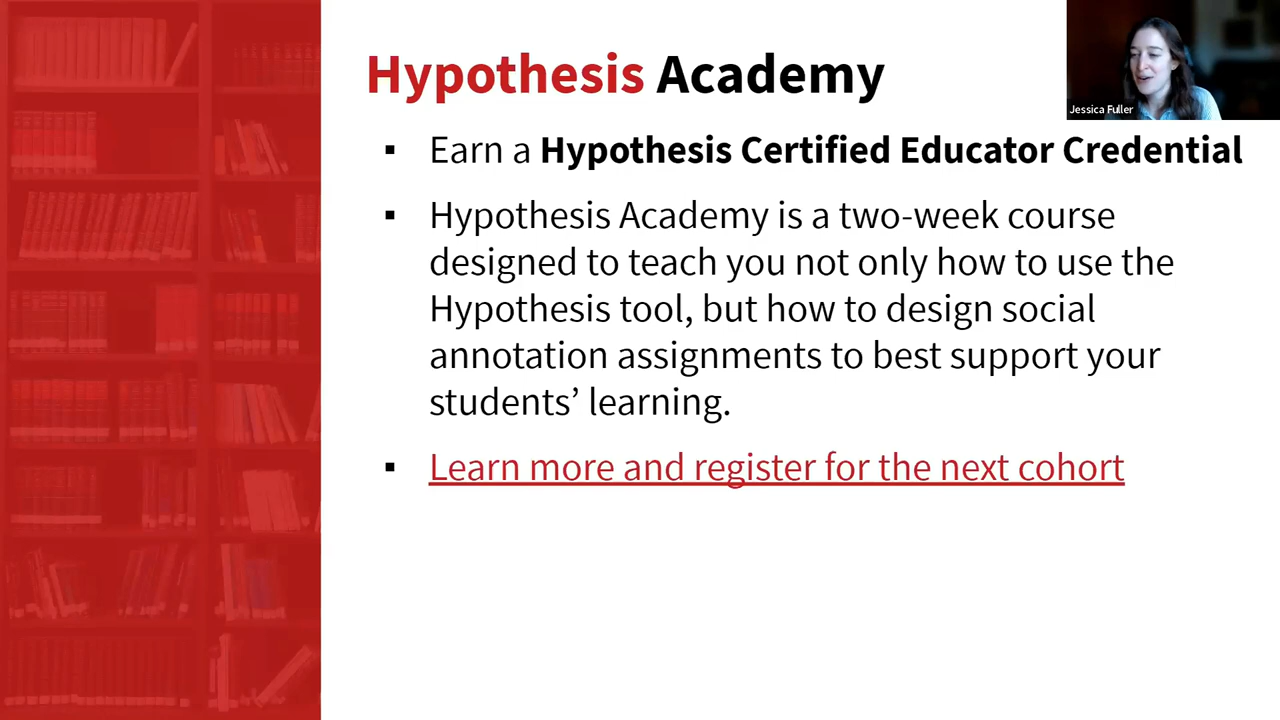 Hypothesis Academy
Jessica Fuller
▪ Earn a Hypothesis Certified Educator Credential
▪ Hypothesis Academy is a two-week course
designed to teach you not only how to use the
Hypothesis tool, but how to design social
annotation assignments to best support your
students’ learning.
▪ Learn more and register for the next cohort